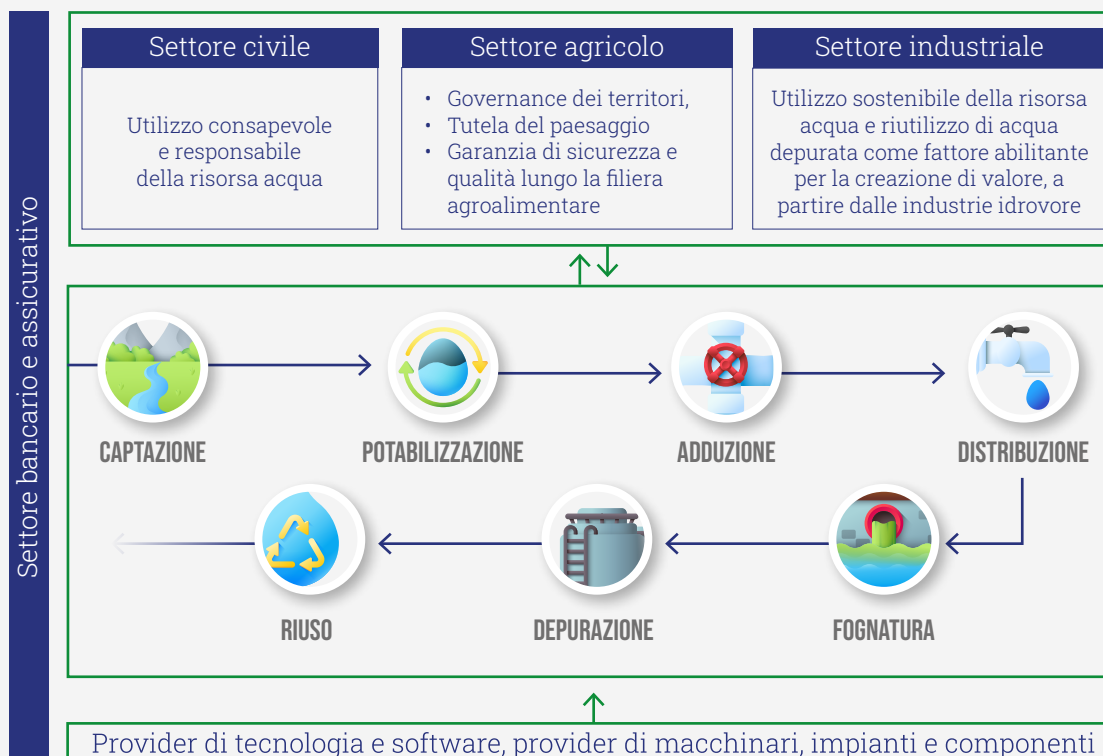 Settore bancario e assicurativo
Settore civile
Utilizzo consapevole
e responsabile
della risorsa acqua
Settore agricolo
• Governance dei territori,
• Tutela del paesaggio
• Garanzia di sicurezza e
qualità lungo la filiera
agroalimentare
Settore industriale
Utilizzo sostenibile della risorsa
acqua e riutilizzo di acqua
depurata come fattore abilitante
per la creazione di valore, a
partire dalle industrie idrovore
CAPTAZIONE
POTABILIZZAZIONE
ADDUZIONE
DISTRIBUZIONE
RIUSO
DEPURAZIONE
FOGNATURA
Provider di tecnologia e software, provider di macchinari, impianti e componenti